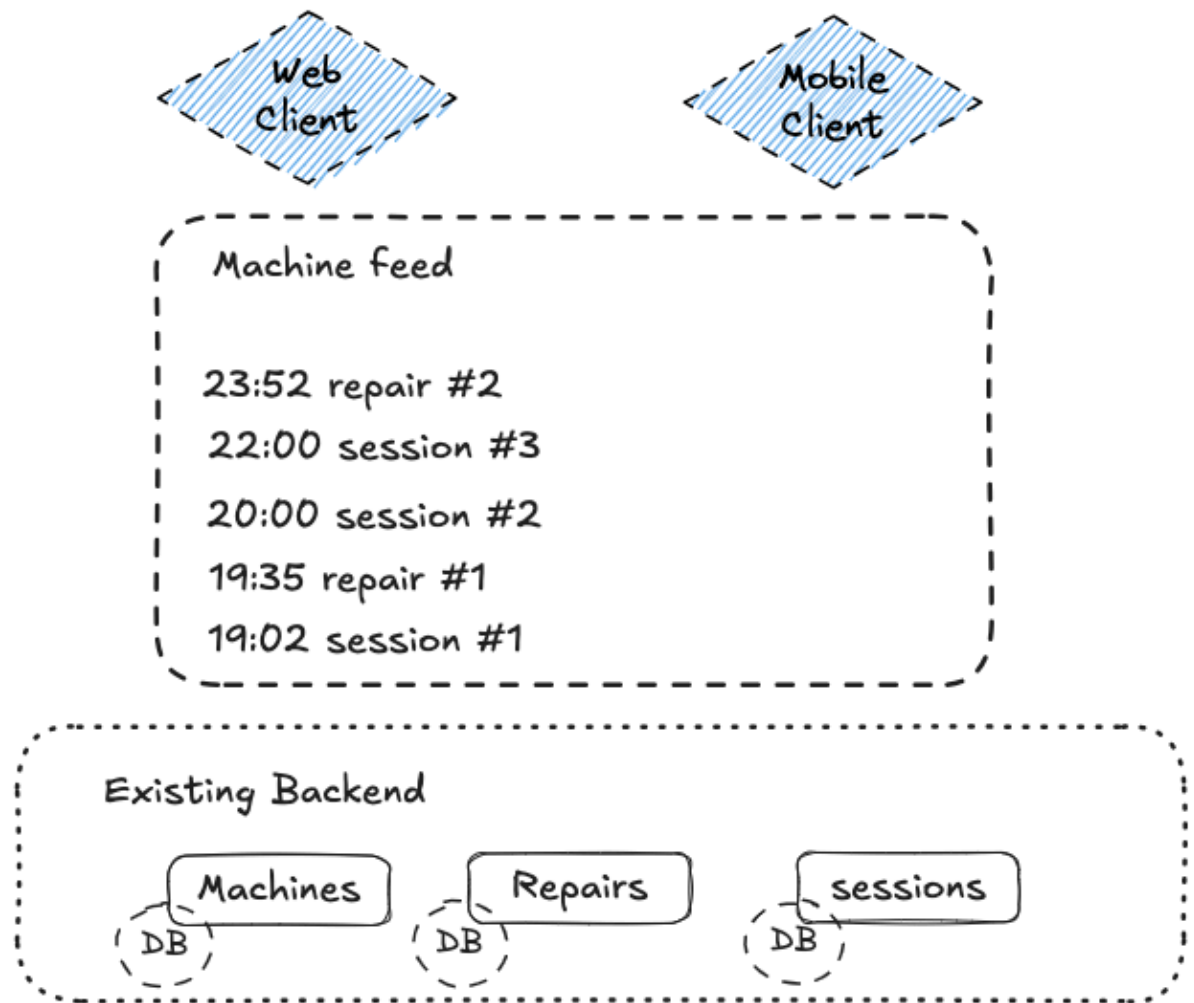 Web
Client
Mobile
Client
Machine feed
23:52 repair #2
22:00 session #3
20:00 session #2
19:35 repair #1
19:02 session #1
Existing Backend
Machines
DB
Repairs
DB
sessions
DB